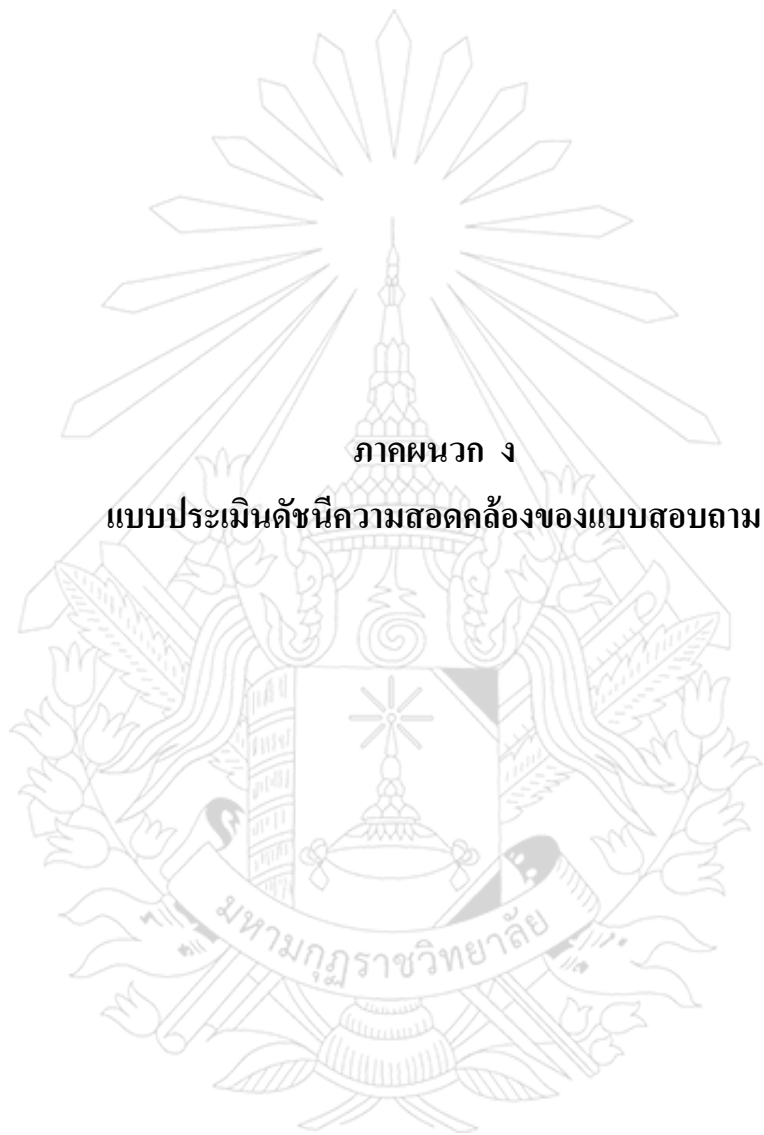 ภาคผนวก ง
แบบประเมินดัชนีความสอดคล้องของแบบสอบถาม
มหามกุฏราชวิทยาลัย